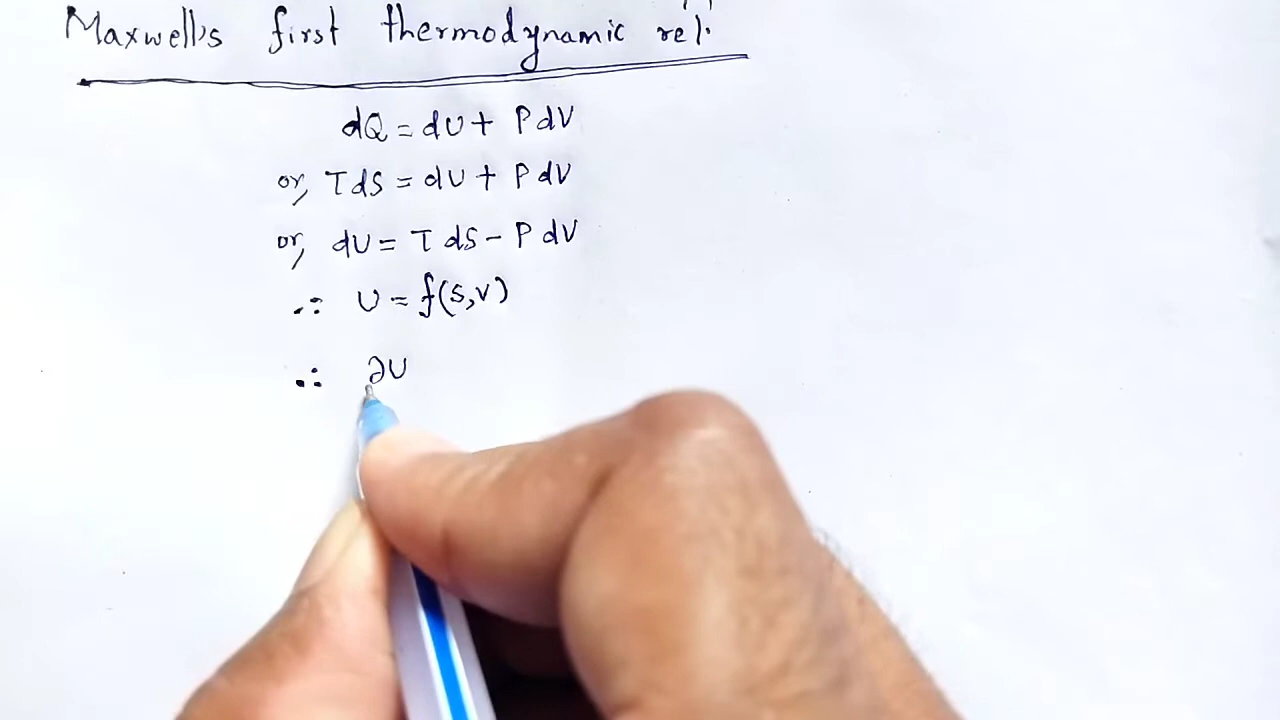 Maxwell's first thermodynamic rel.
dQ = dU + PdV
or, TdS = dU + PdV
or, dU = TdS - PdV
∴ U = f(S,V)
∴ ∂U